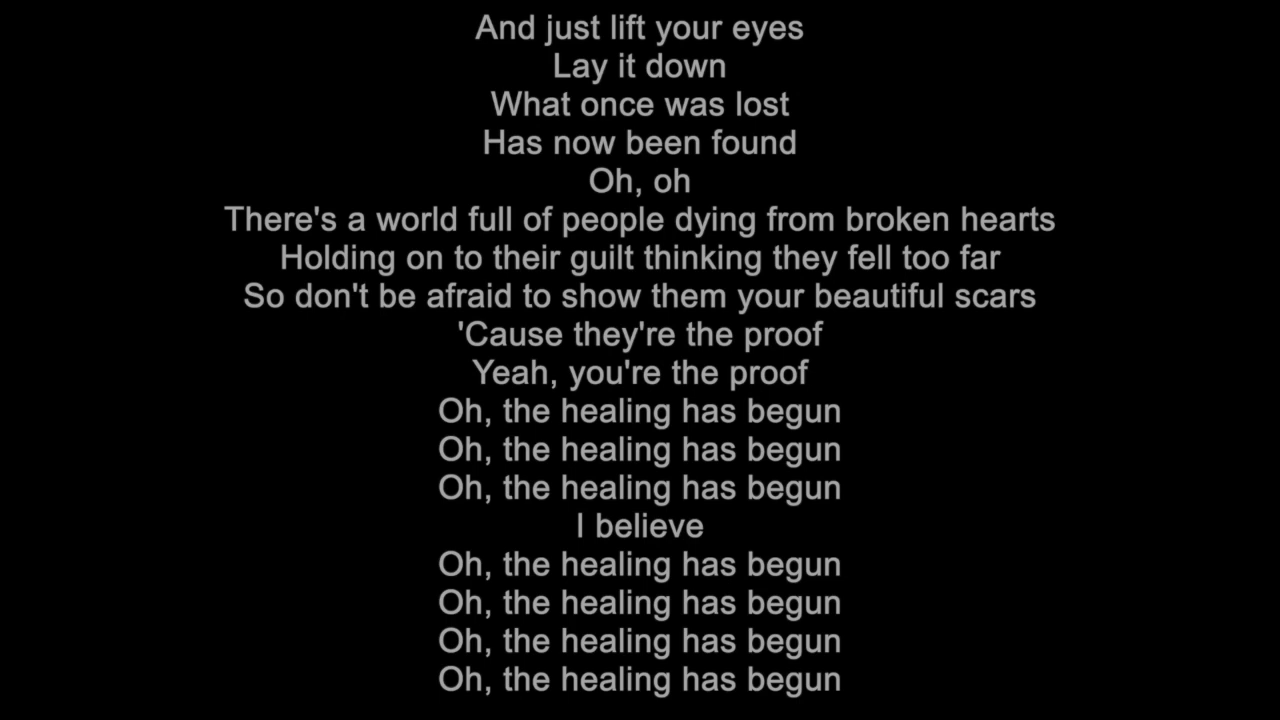 And just lift your eyes
Lay it down
What once was lost
Has now been found
Oh, oh
There's a world full of people dying from broken hearts
Holding on to their guilt thinking they fell too far
So don't be afraid to show them your beautiful scars
'Cause they're the proof
Yeah, you're the proof
Oh, the healing has begun
Oh, the healing has begun
Oh, the healing has begun
I believe
Oh, the healing has begun
Oh, the healing has begun
Oh, the healing has begun
Oh, the healing has begun